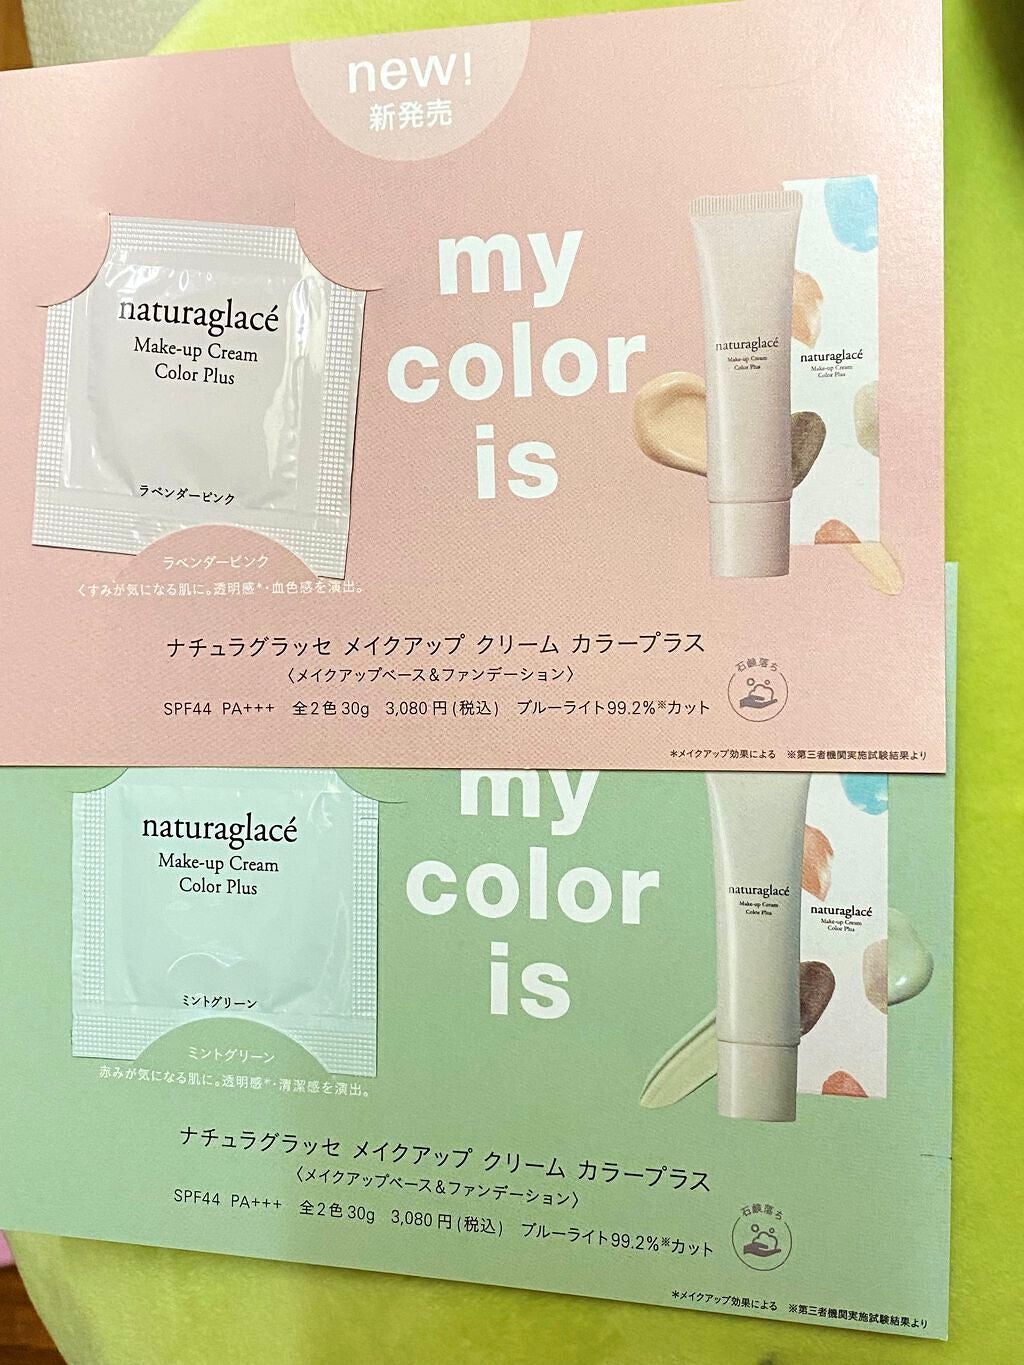 new!
新発売
naturaglacé
Make-up Cream
Color Plus
ラベンダーピンク
my
color
is
naturaglacé
Make-up Cream
Color Plus
naturaglacé
Make-up Cream
Color Plus
ラベンダーピンク
くすみが気になる肌に。透明感*・血色感を演出。
ナチュラグラッセ メイクアップ クリーム カラープラス
〈メイクアップベース&ファンデーション〉
SPF44 PA+++ 全2色30g 3,080円(税込) ブルーライト99.2%※カット
石鹸落ち
*メイクアップ効果による ※第三者機関実施試験結果より
naturaglacé
Make-up Cream
Color Plus
ミントグリーン
my
color
is
naturaglacé
Make-up Cream
Color Plus
naturaglacé
Make-up Cream
Color Plus
ミントグリーン
赤みが気になる肌に。透明感*・清潔感を演出。
ナチュラグラッセ メイクアップ クリーム カラープラス
〈メイクアップベース&ファンデーション〉
SPF44 PA+++ 全2色30g 3,080円(税込) ブルーライト99.2%※カット
石鹸落ち
*メイクアップ効果による ※第三者機関実施試験結果より